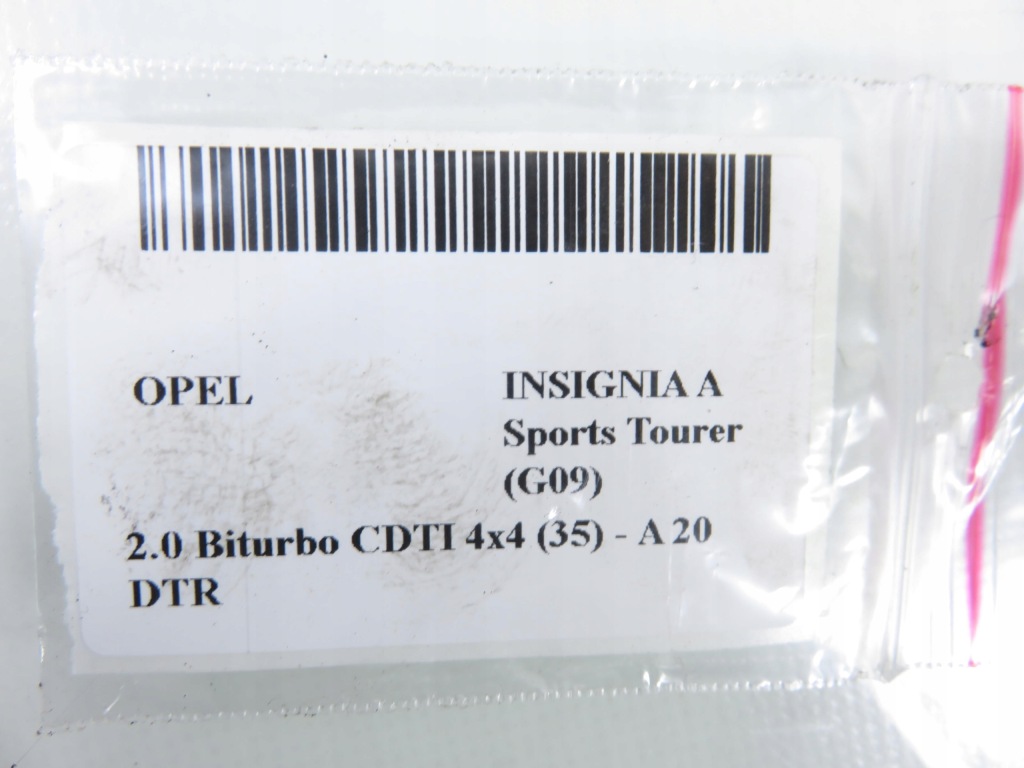 OPEL
INSIGNIA A
Sports Tourer
(G09)
2.0 Biturbo CDTI 4x4 (35) - A 20
DTR